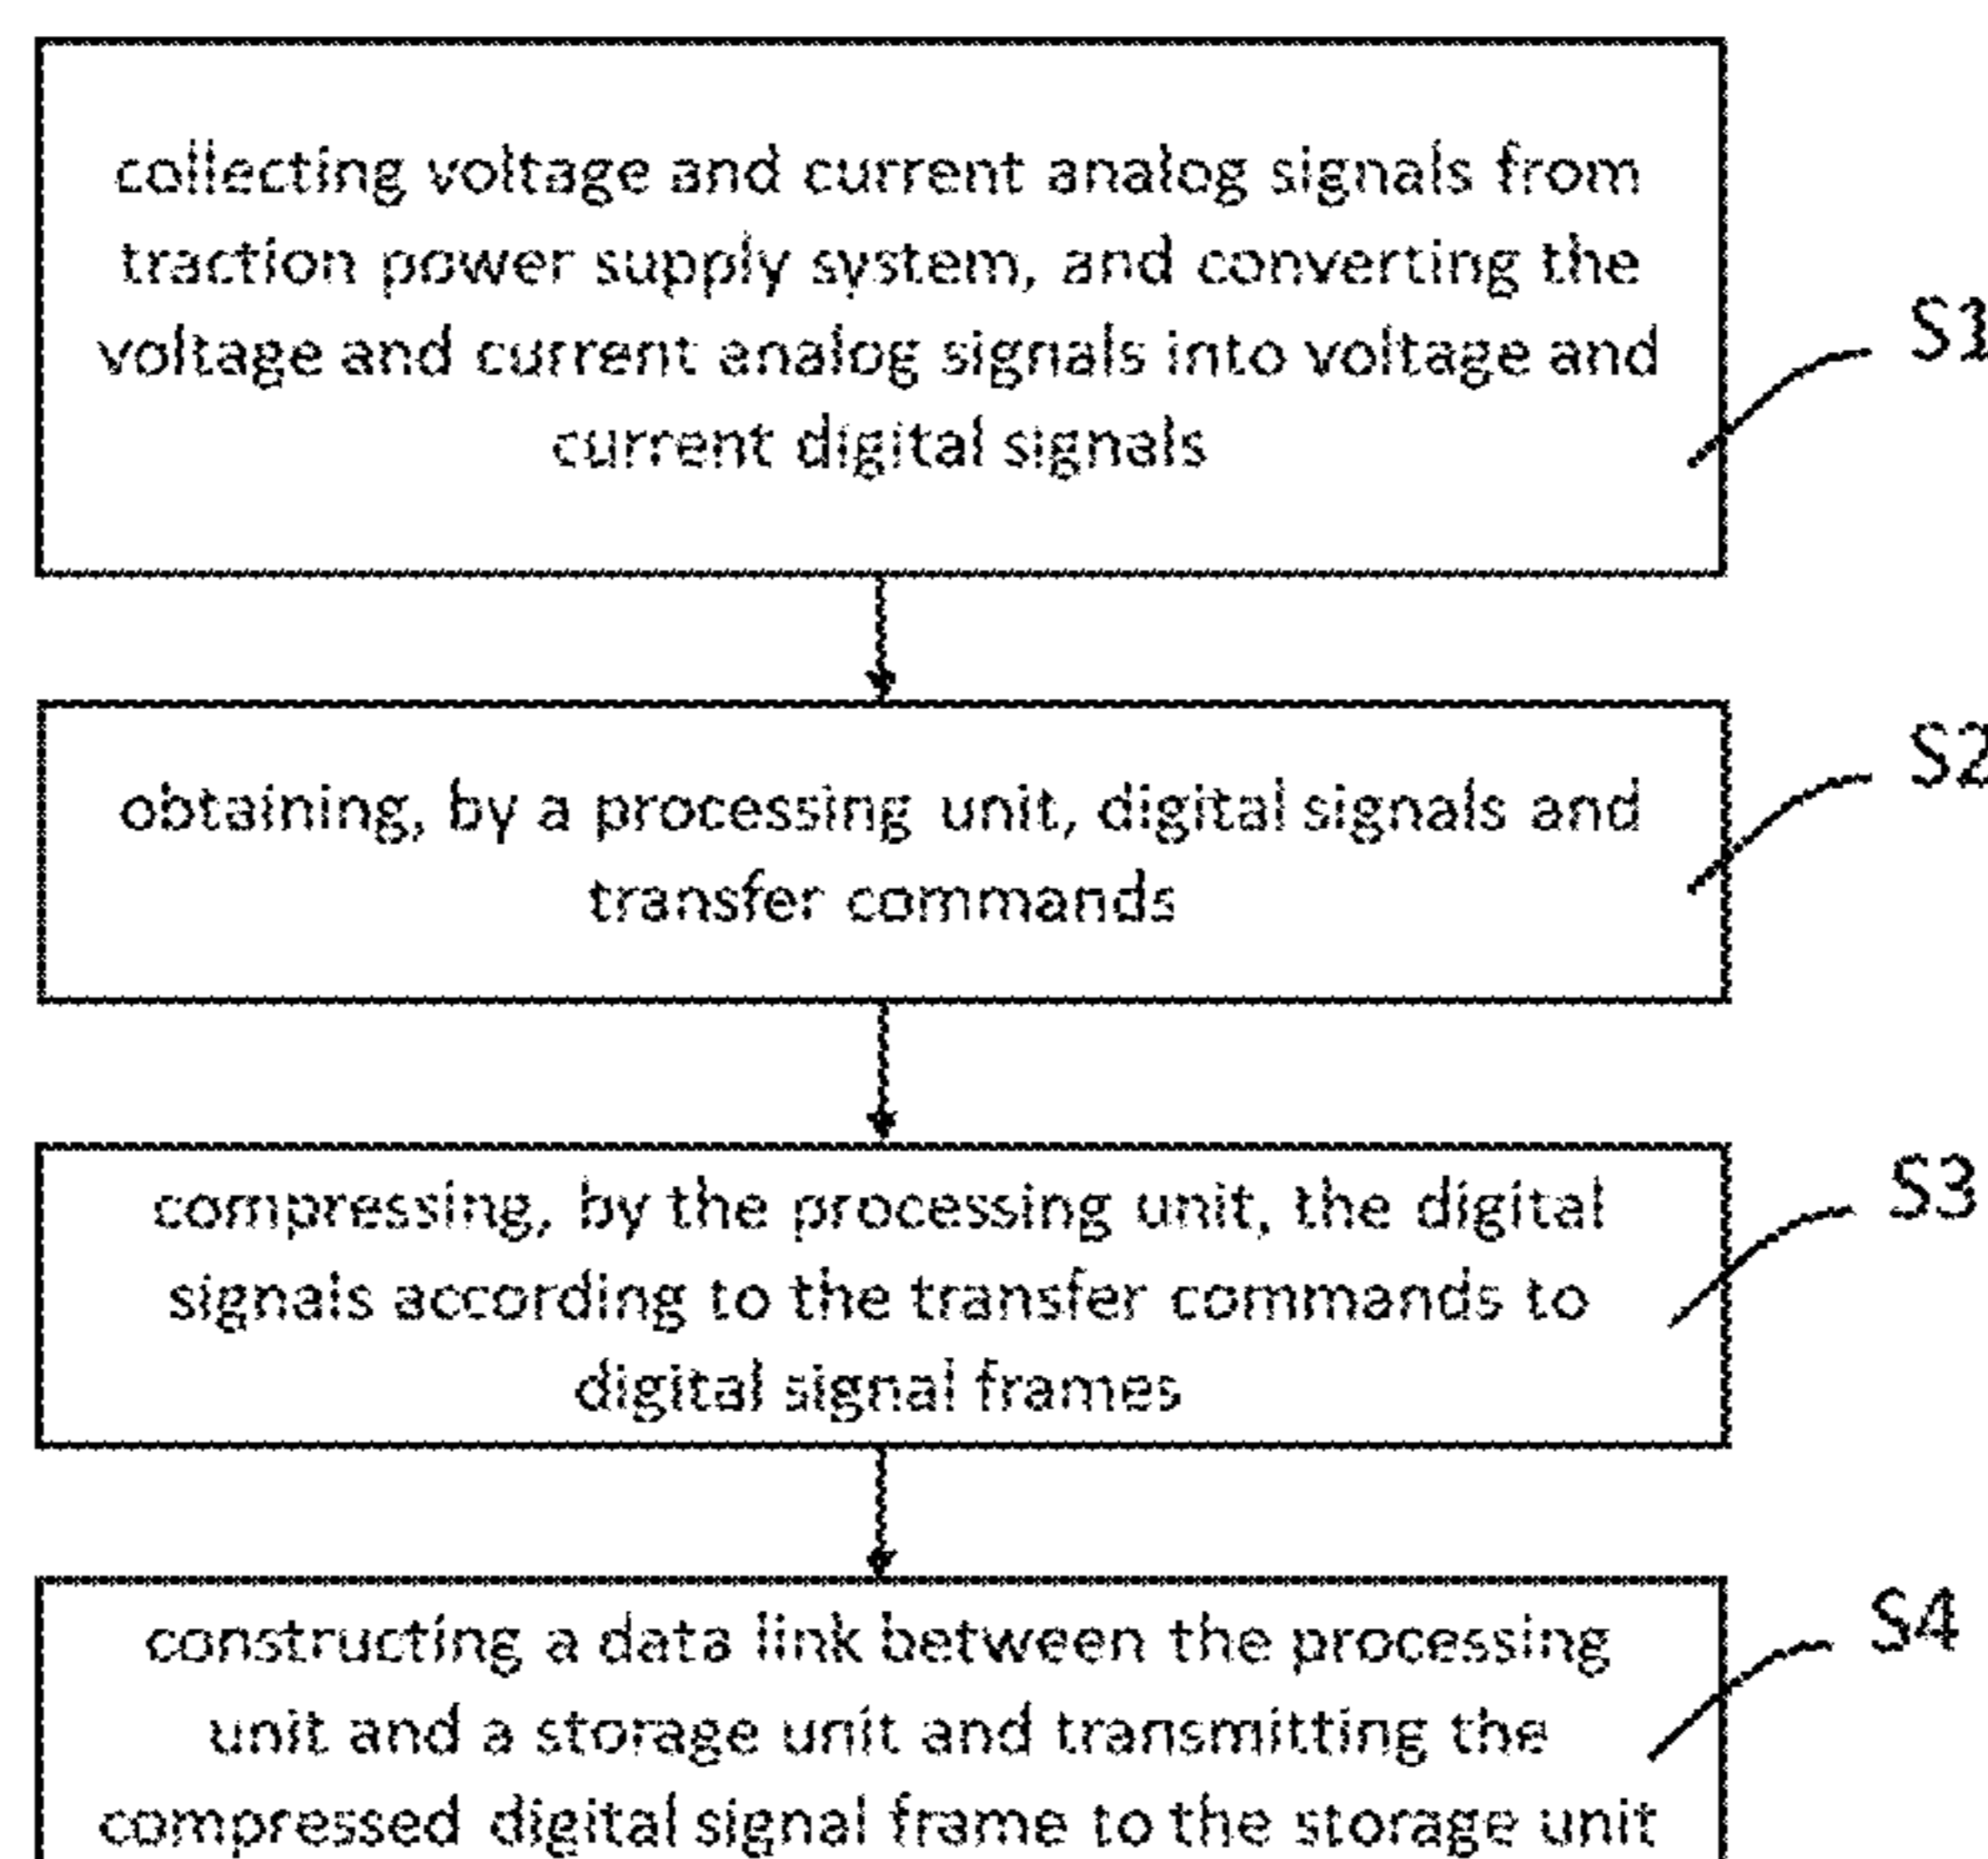 collecting voltage and current analog signals from
traction power supply system, and converting the
voltage and current analog signals into voltage and
current digital signals
S1
obtaining, by a processing unit, digital signals and
transfer commands
S2
compressing, by the processing unit, the digital
signals according to the transfer commands to
digital signal frames
S3
constructing a data link between the processing
unit and a storage unit and transmitting the
compressed digital signal frame to the storage unit
S4